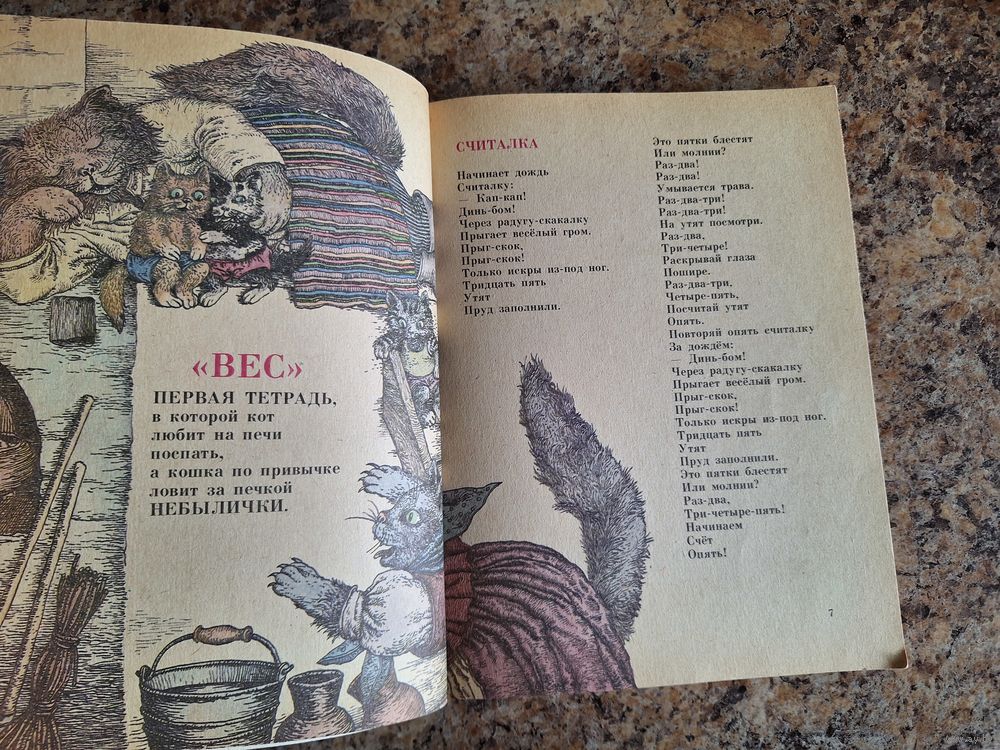 «ВЕС»
ПЕРВАЯ ТЕТРАДЬ,
в которой кот
любит на печи
поспать,
а кошка по привычке
ловит за печкой
НЕБЫЛИЧКИ.
СЧИТАЛКА
Начинает дождь
Считалку:
— Кап-кап!
Динь-бом!
Через радугу-скакалку
Прыгает весёлый гром.
Прыг-скок,
Прыг-скок!
Только искры из-под ног.
Тридцать пять
Утят
Пруд заполнили.
Это пятки блестят
Или молнии?
Раз-два!
Раз-два!
Умывается трава.
Раз-два-три!
Раз-два-три!
На утят посмотри.
Раз-два,
Три-четыре!
Раскрывай глаза
Пошире.
Раз-два-три,
Четыре-пять,
Посчитай утят
Опять.
Повторяй опять считалку
За дождём:
— Динь-бом!
Через радугу-скакалку
Прыгает весёлый гром.
Прыг-скок,
Прыг-скок!
Только искры из-под ног.
Тридцать пять
Утят
Пруд заполнили.
Это пятки блестят
Или молнии?
Раз-два,
Три-четыре-пять!
Начинаем
Счёт
Опять!
7